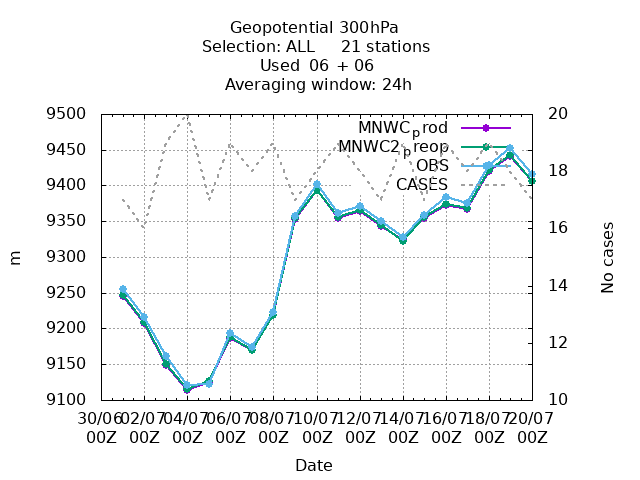 Geopotential 300hPa
Selection: ALL 21 stations
Used 06 + 06
Averaging window: 24h
9500
9450
9400
9350
9300
9250
9200
9150
9100
m
20
18
16
14
12
10
No cases
MNWCprod
MNWC2preop
OBS
CASES
30/06 02/07 04/07 06/07 08/07 10/07 12/07 14/07 16/07 18/07 20/07
00Z 00Z 00Z 00Z 00Z 00Z 00Z 00Z 00Z 00Z 00Z
Date